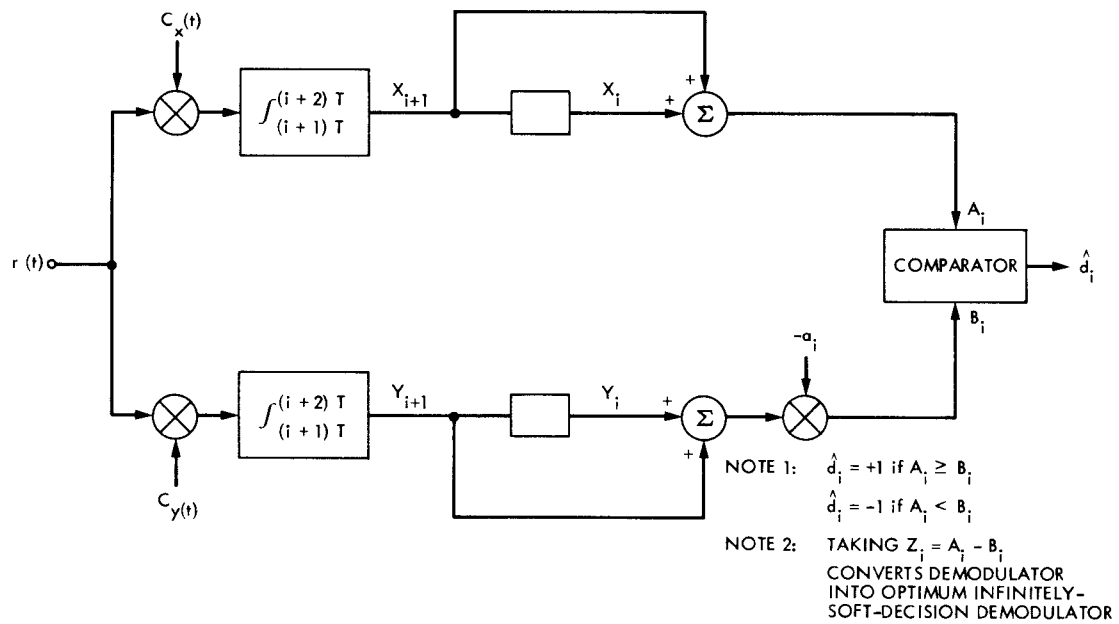 C_x(t)
∫_{(i + 1) T}^{(i + 2) T}
X_{i+1}
X_i
+
+
Σ
A_i
r (t)
COMPARATOR
d̂_i
B_i
-a_i
∫_{(i + 1) T}^{(i + 2) T}
Y_{i+1}
Y_i
+
+
Σ
C_y(t)
NOTE 1: d̂_i = +1 if A_i ≥ B_i
d̂_i = -1 if A_i < B_i
NOTE 2: TAKING Z_i = A_i - B_i
CONVERTS DEMODULATOR
INTO OPTIMUM INFINITELY-
SOFT-DECISION DEMODULATOR